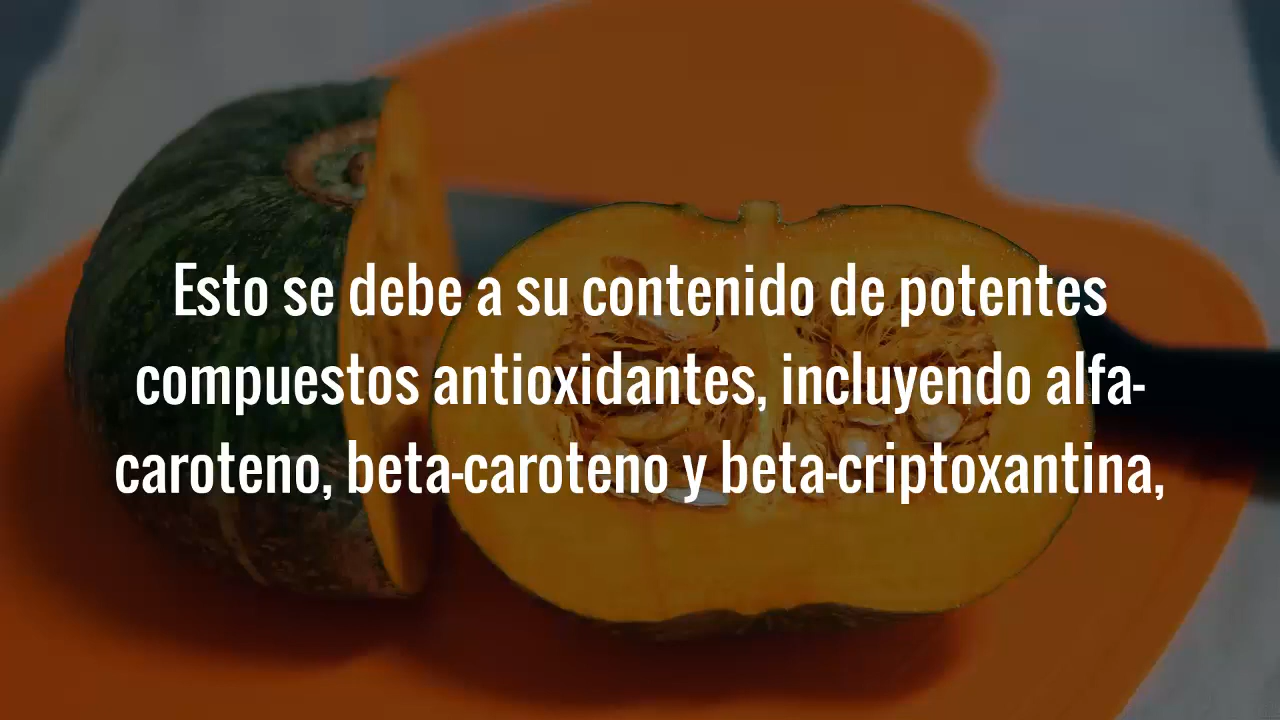 Esto se debe a su contenido de potentes
compuestos antioxidantes, incluyendo alfa-
caroteno, beta-caroteno y beta-criptoxantina,